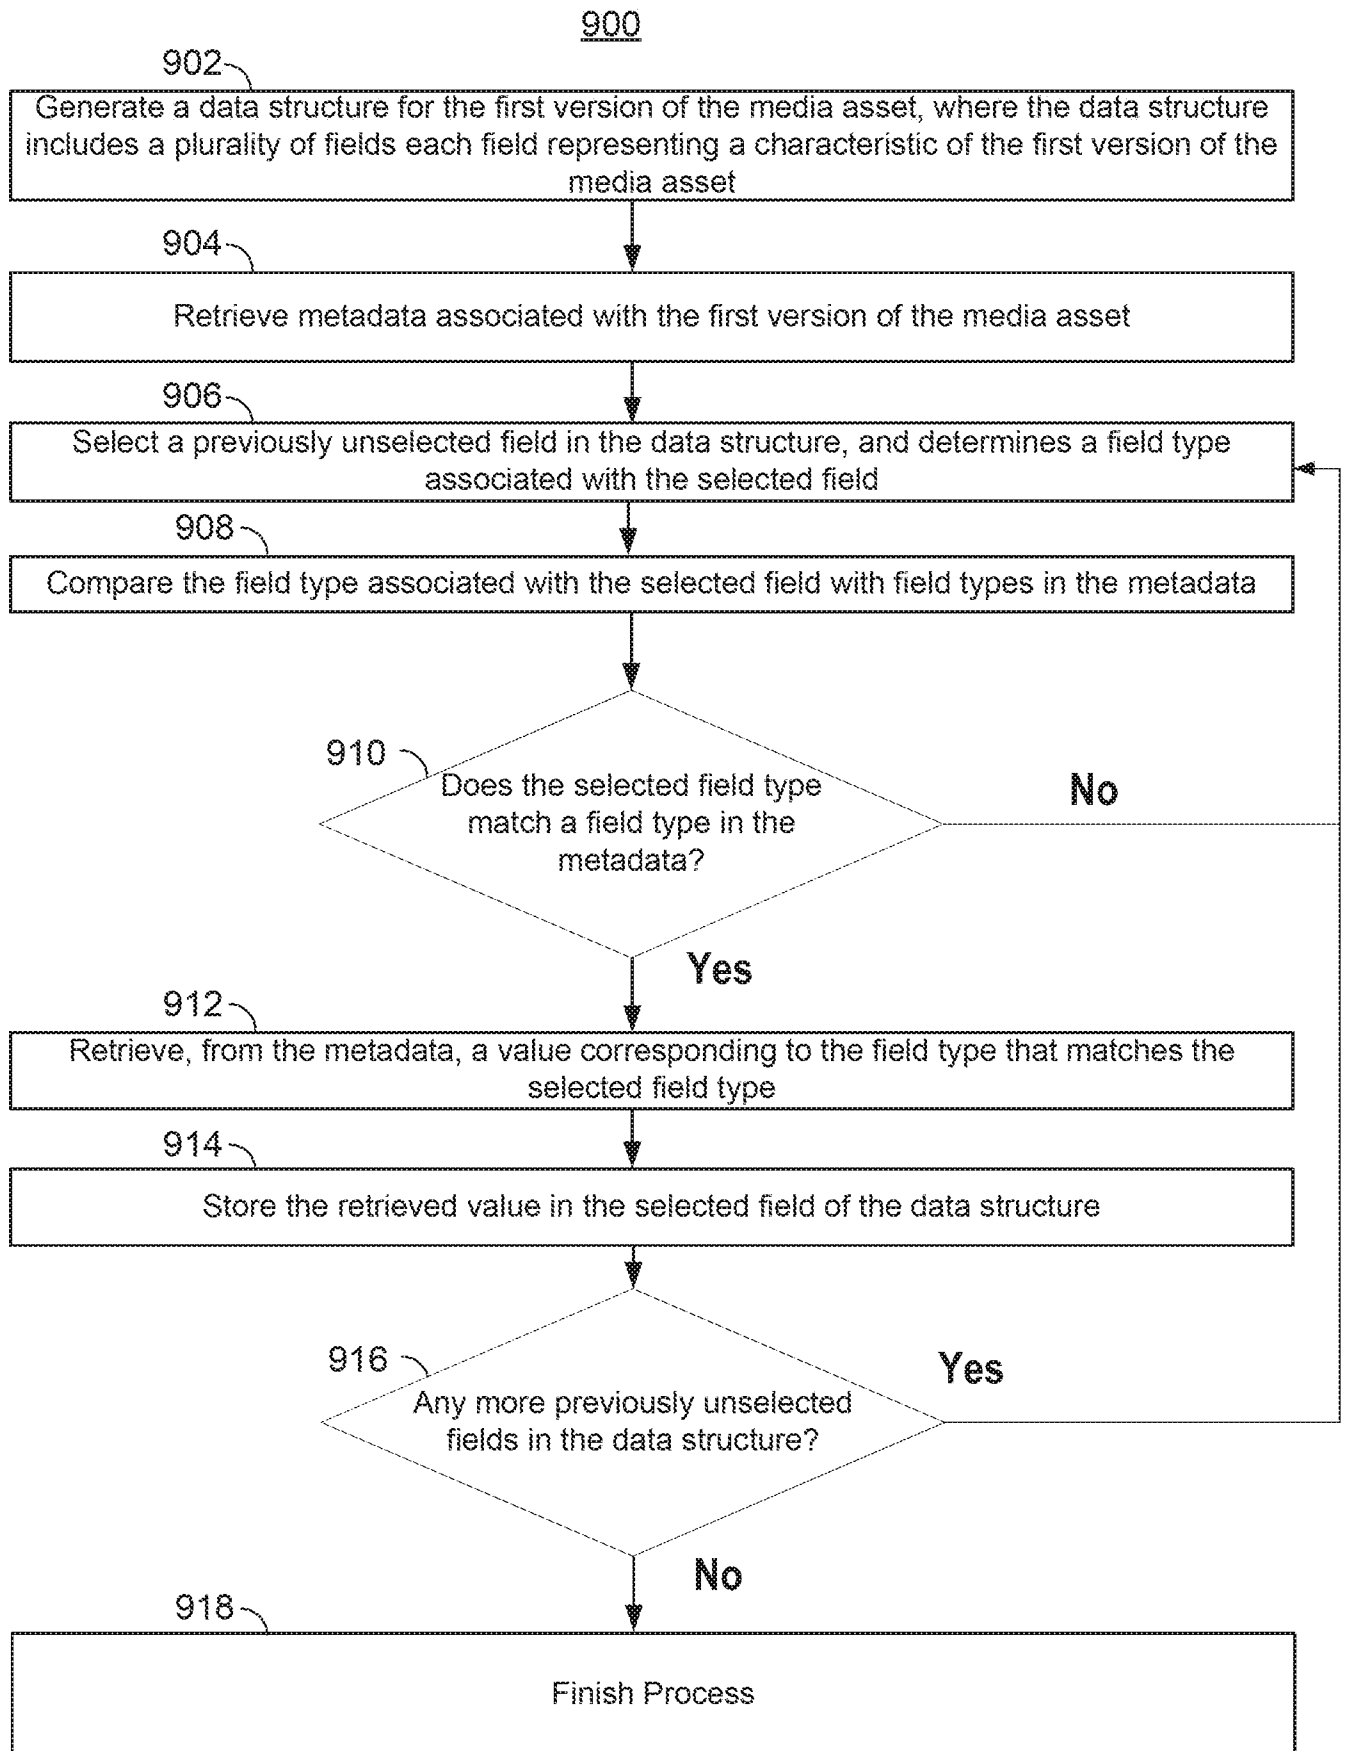 900
902
Generate a data structure for the first version of the media asset, where the data structure
includes a plurality of fields each field representing a characteristic of the first version of the
media asset
904
Retrieve metadata associated with the first version of the media asset
906
Select a previously unselected field in the data structure, and determines a field type
associated with the selected field
908
Compare the field type associated with the selected field with field types in the metadata
910
Does the selected field type
match a field type in the
metadata?
No
Yes
912
Retrieve, from the metadata, a value corresponding to the field type that matches the
selected field type
914
Store the retrieved value in the selected field of the data structure
916
Any more previously unselected
fields in the data structure?
Yes
No
918
Finish Process